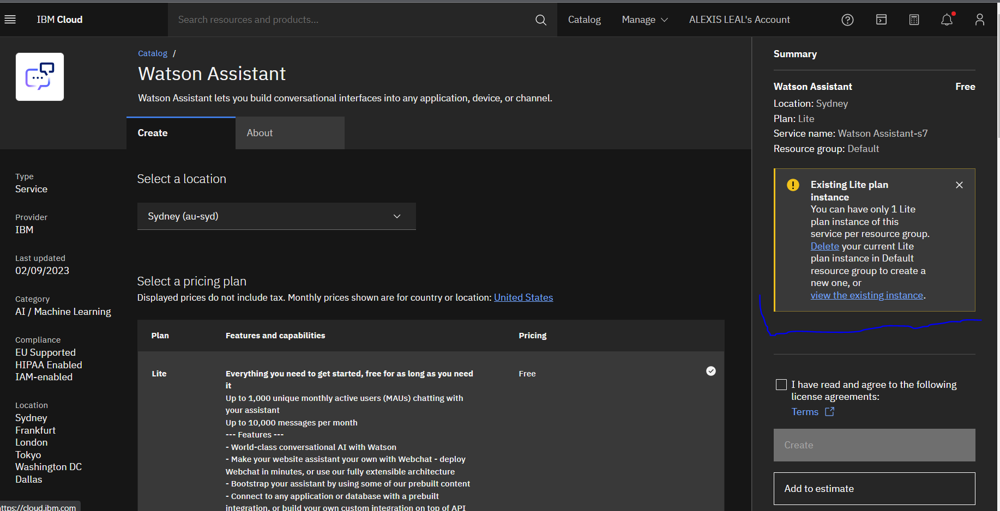 IBM Cloud
Search resources and products...
Catalog
Manage
ALEXIS LEAL's Account
Catalog /
Watson Assistant
Watson Assistant lets you build conversational interfaces into any application, device, or channel.
Create
About
Type
Service
Provider
IBM
Last updated
02/09/2023
Category
AI / Machine Learning
Compliance
EU Supported
HIPAA Enabled
IAM-enabled
Location
Sydney
Frankfurt
London
Tokyo
Washington DC
Dallas
ttps://cloud.ibm.com
Select a location
Sydney (au-syd)
Select a pricing plan
Displayed prices do not include tax. Monthly prices shown are for country or location: United States
Plan Features and capabilities Pricing
Lite
Everything you need to get started, free for as long as you need
it
Free
Up to 1,000 unique monthly active users (MAUs) chatting with
your assistant
Up to 10,000 messages per month
--- Features ---
- World-class conversational AI with Watson
- Make your website assistant your own with Webchat - deploy
Webchat in minutes, or use our fully extensible architecture
- Bootstrap your assistant by using some of our prebuilt content
- Connect to any application or database with a prebuilt
integration, or build your own custom integration on top of API
Summary
Watson Assistant Free
Location: Sydney
Plan: Lite
Service name: Watson Assistant-s7
Resource group: Default
Existing Lite plan
instance
You can have only 1 Lite
plan instance of this
service per resource group.
Delete your current Lite
plan instance in Default
resource group to create a
new one, or
view the existing instance.
I have read and agree to the following
license agreements:
Terms
Create
Add to estimate